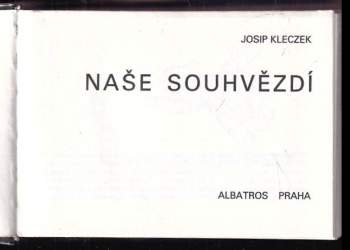 JOSIP KLECZEK
NAŠE SOUHVĚZDÍ
ALBATROS PRAHA